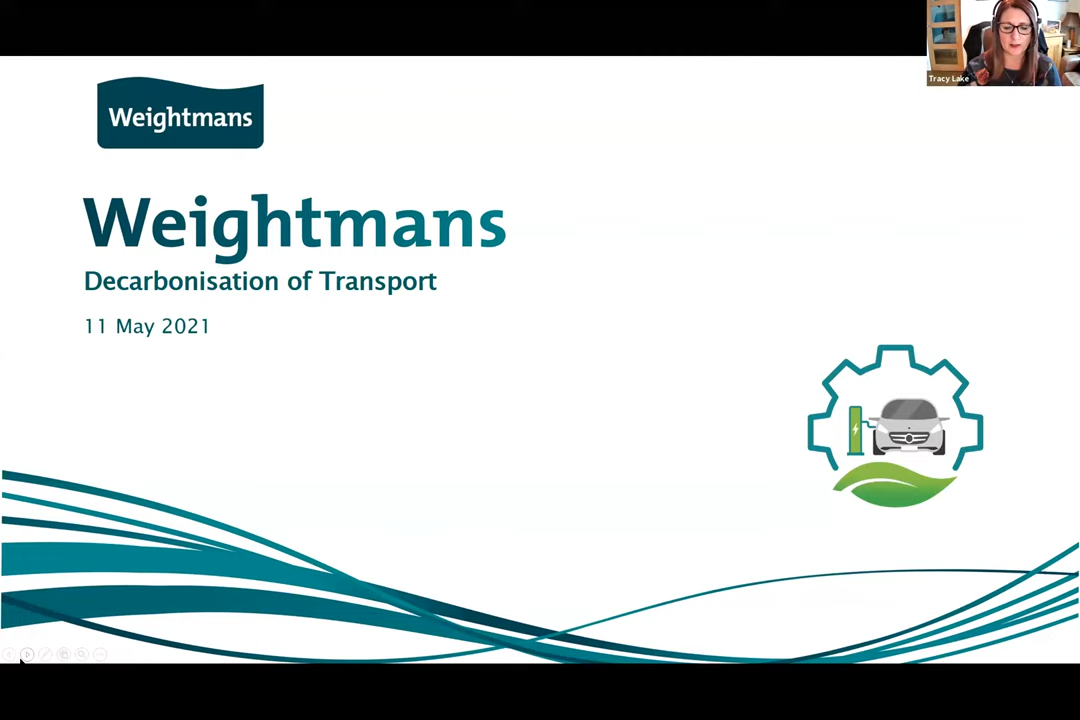 Tracy Lake
Weightmans
Weightmans
Decarbonisation of Transport
11 May 2021